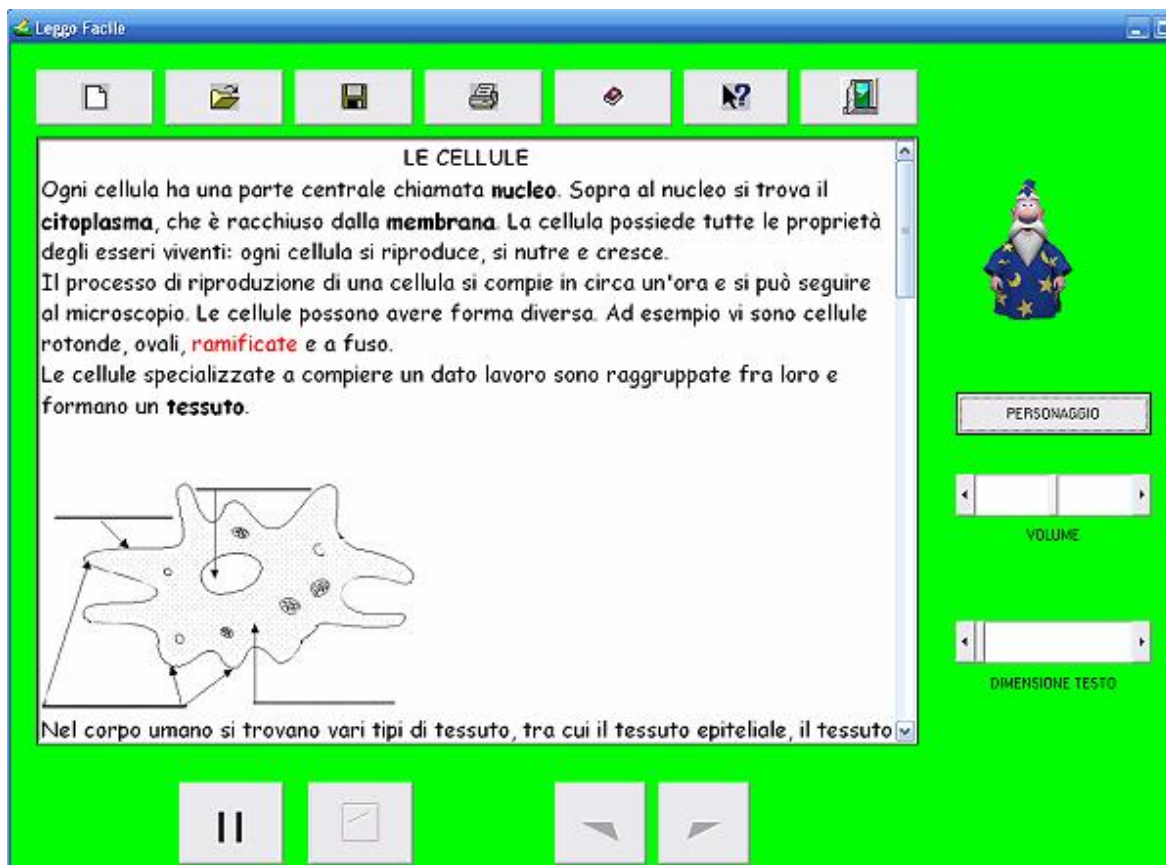 Leggo Facile
LE CELLULE
Ogni cellula ha una parte centrale chiamata nucleo. Sopra al nucleo si trova il
citoplasma, che è racchiuso dalla membrana. La cellula possiede tutte le proprietà
degli esseri viventi: ogni cellula si riproduce, si nutre e cresce.
Il processo di riproduzione di una cellula si compie in circa un'ora e si può seguire
al microscopio. Le cellule possono avere forma diversa. Ad esempio vi sono cellule
rotonde, ovali, ramificate e a fuso.
Le cellule specializzate a compiere un dato lavoro sono raggruppate fra loro e
formano un tessuto.
Nel corpo umano si trovano vari tipi di tessuto, tra cui il tessuto epiteliale, il tessuto
PERSONAGGIO
VOLUME
DIMENSIONE TESTO